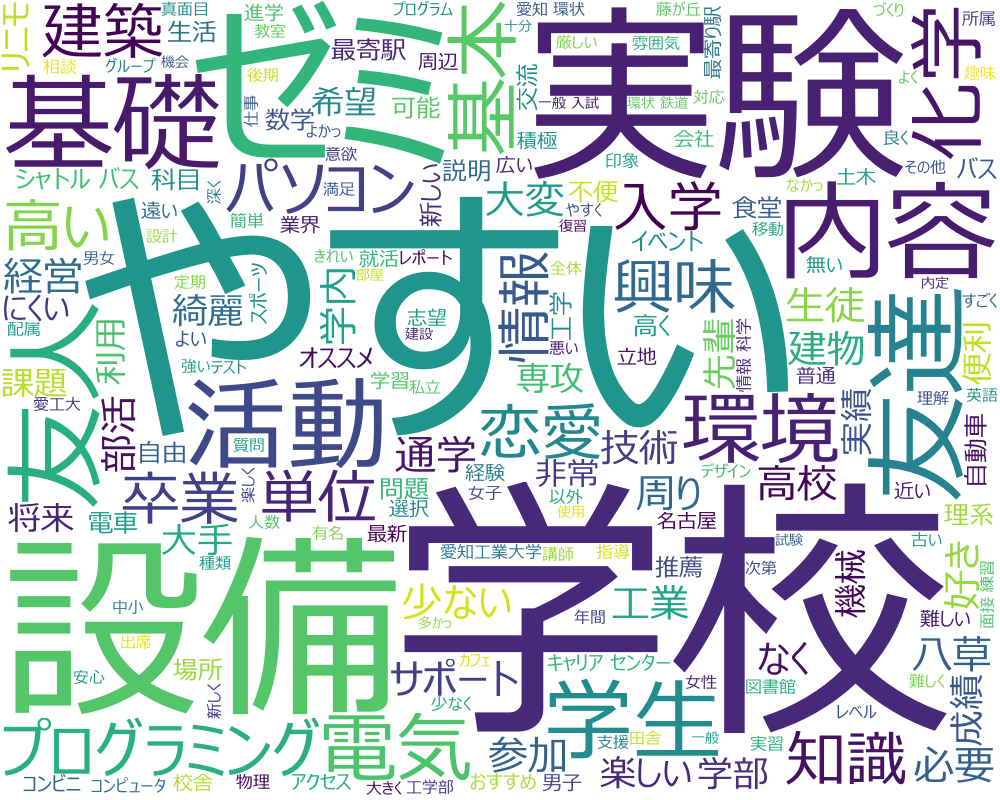 リニモ
建築
進学
真面目
生活
教室
相談
グループ
機会
ゼミ
最寄駅
プログラム
周辺
基本
十分
愛知 環状
厳しい
藤が丘
雰囲気
最寄り駅
づくり
所属
実験
化学
趣味
基礎
後期
仕事
希望
数学
よかっ
可能
交流
積極
一般 入試
環状 鉄道
対応
よく
意欲
会社
良く
印象
その他
バス
シャトル バス
科目
パソコン
説明
広い
新しい
大変
不便
入学
なかっ
土木
内容
高い
遠い
深く
満足
簡単
業界
やすく
復習
食堂
移動
設計
やすい
きれい
就活
レポート
イベント
無い
経営
男女
定期
スポーツ
部屋
全体
情報
興味
生徒
内定
にくい
綺麗
学内
志望
工学
高く
すごく
配属
よい
建設
オススメ
悪い
立地
先輩
建物
友人
利用
強い
テスト
学習
私立
専攻
情報 科学
普通
友達
便利
課題
愛工大
活動
恋愛
環境
実績
理解
英語
部活
自由
質問
通学
技術
自動車
楽しく
経験
非常
デザイン
高校
近い
卒業
単位
問題
女子
以外
周り
将来
電車
人数
選択
使用
名古屋
理系
大手
有名
最新
古い
種類
愛知工業大学
講師
指導
試験
設備
学校
推薦
次第
機械
好き
面接 練習
中小
少ない
工業
年間
難しい
出席
多かっ
場所
サポート
カフェ
キャリア センター
なく
八草
安心
新しく
少なく
学生
女性
図書館
成績
難しく
レベル
プログラミング
電気
参加
支援
田舎
一般
実習
知識
必要
コンビニ
コンピュータ
校舎
物理
アクセス
大きく
工学部
おすすめ
男子
楽しい
学部